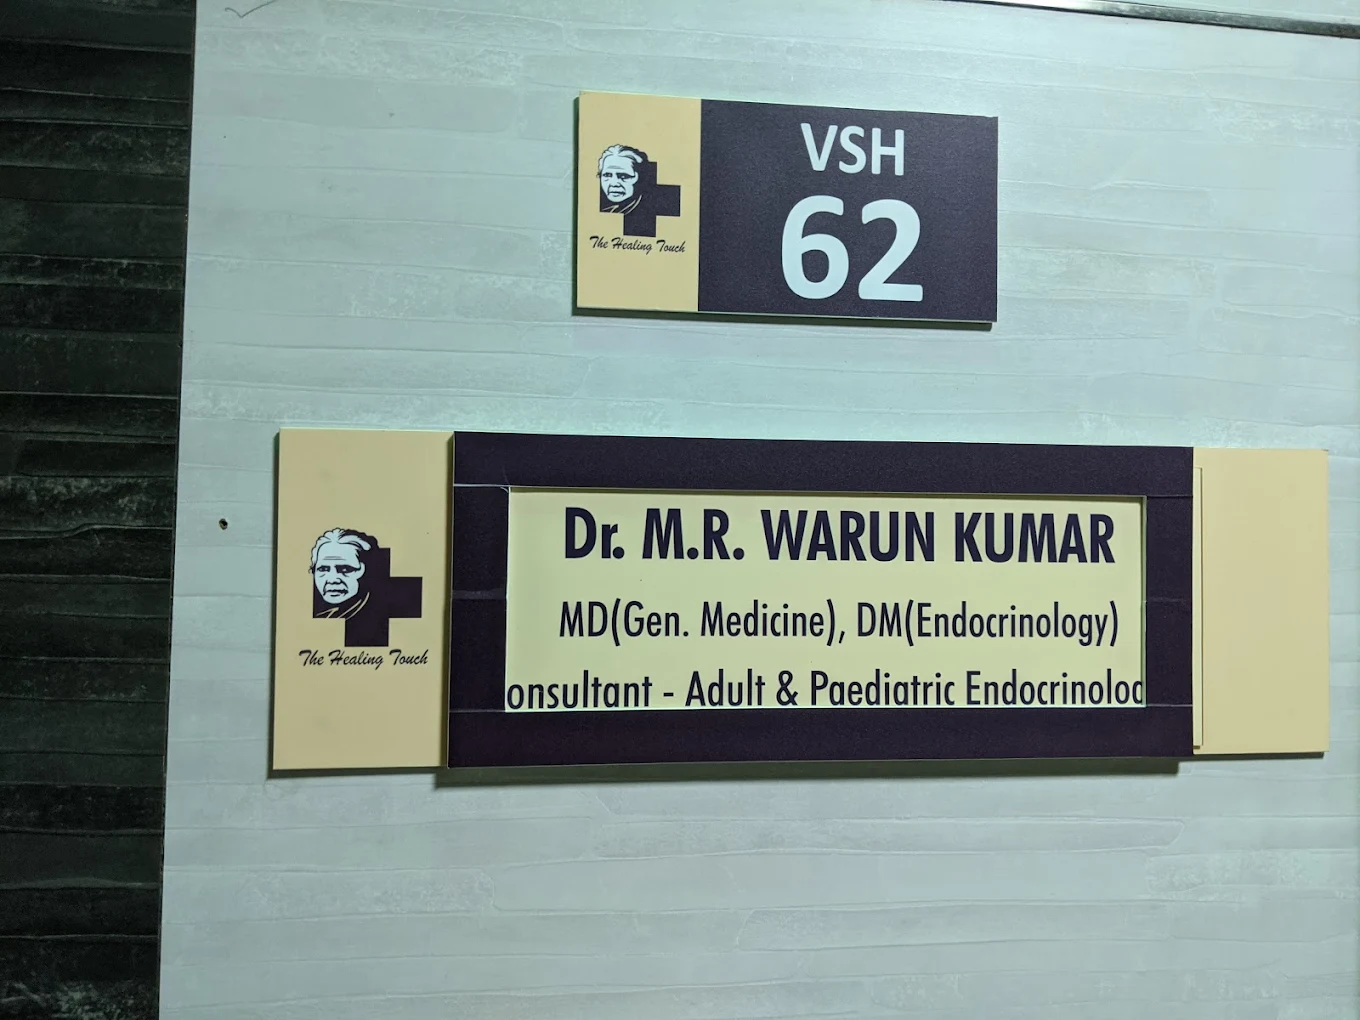 VSH
62
The Healing Touch
Dr. M.R. WARUN KUMAR
MD(Gen. Medicine), DM(Endocrinology)
onsultant - Adult & Paediatric Endocrinolog
The Healing Touch